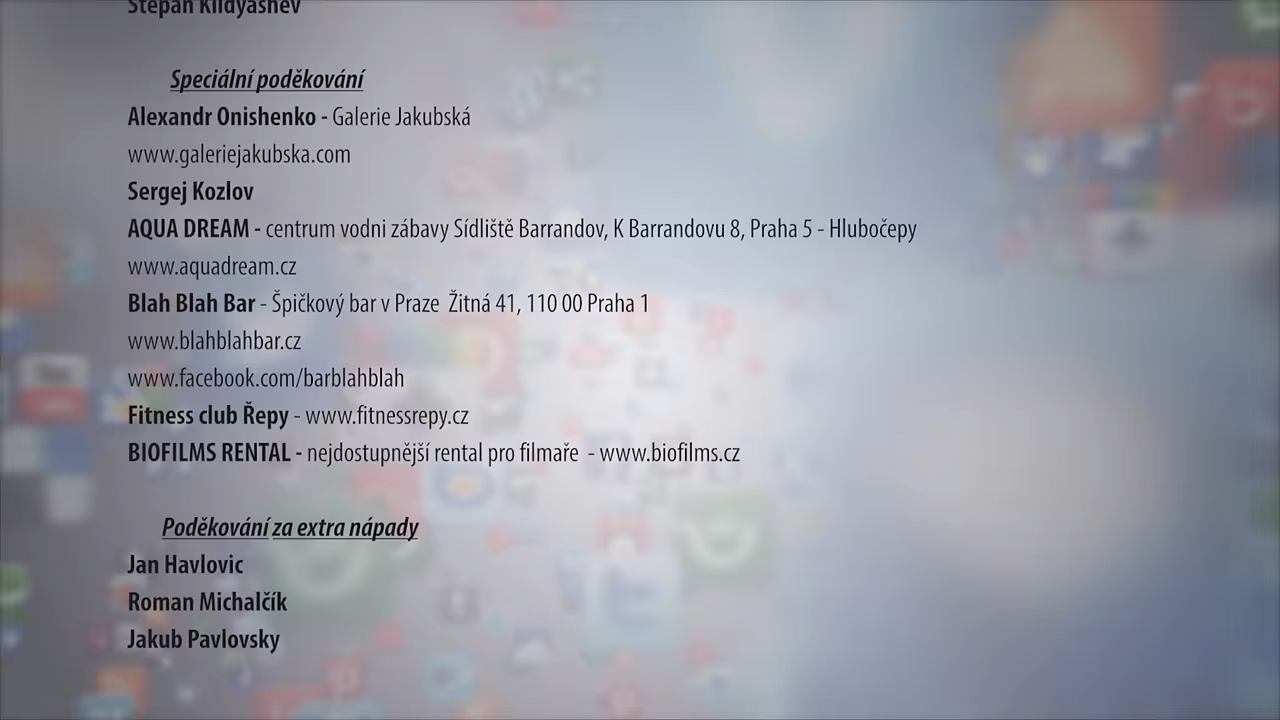 Stepan Kildyashev
Speciální poděkování
Alexandr Onishenko - Galerie Jakubská
www.galeriejakubska.com
Sergej Kozlov
AQUA DREAM - centrum vodni zábavy Sídliště Barrandov, K Barrandovu 8, Praha 5 - Hlubočepy
www.aquadream.cz
Blah Blah Bar - Špičkový bar v Praze Žitná 41, 110 00 Praha 1
www.blahblahbar.cz
www.facebook.com/barblahblah
Fitness club Řepy - www.fitnessrepy.cz
BIOFILMS RENTAL - nejdostupnější rental pro filmaře - www.biofilms.cz
Poděkování za extra nápady
Jan Havlovic
Roman Michalčík
Jakub Pavlovsky